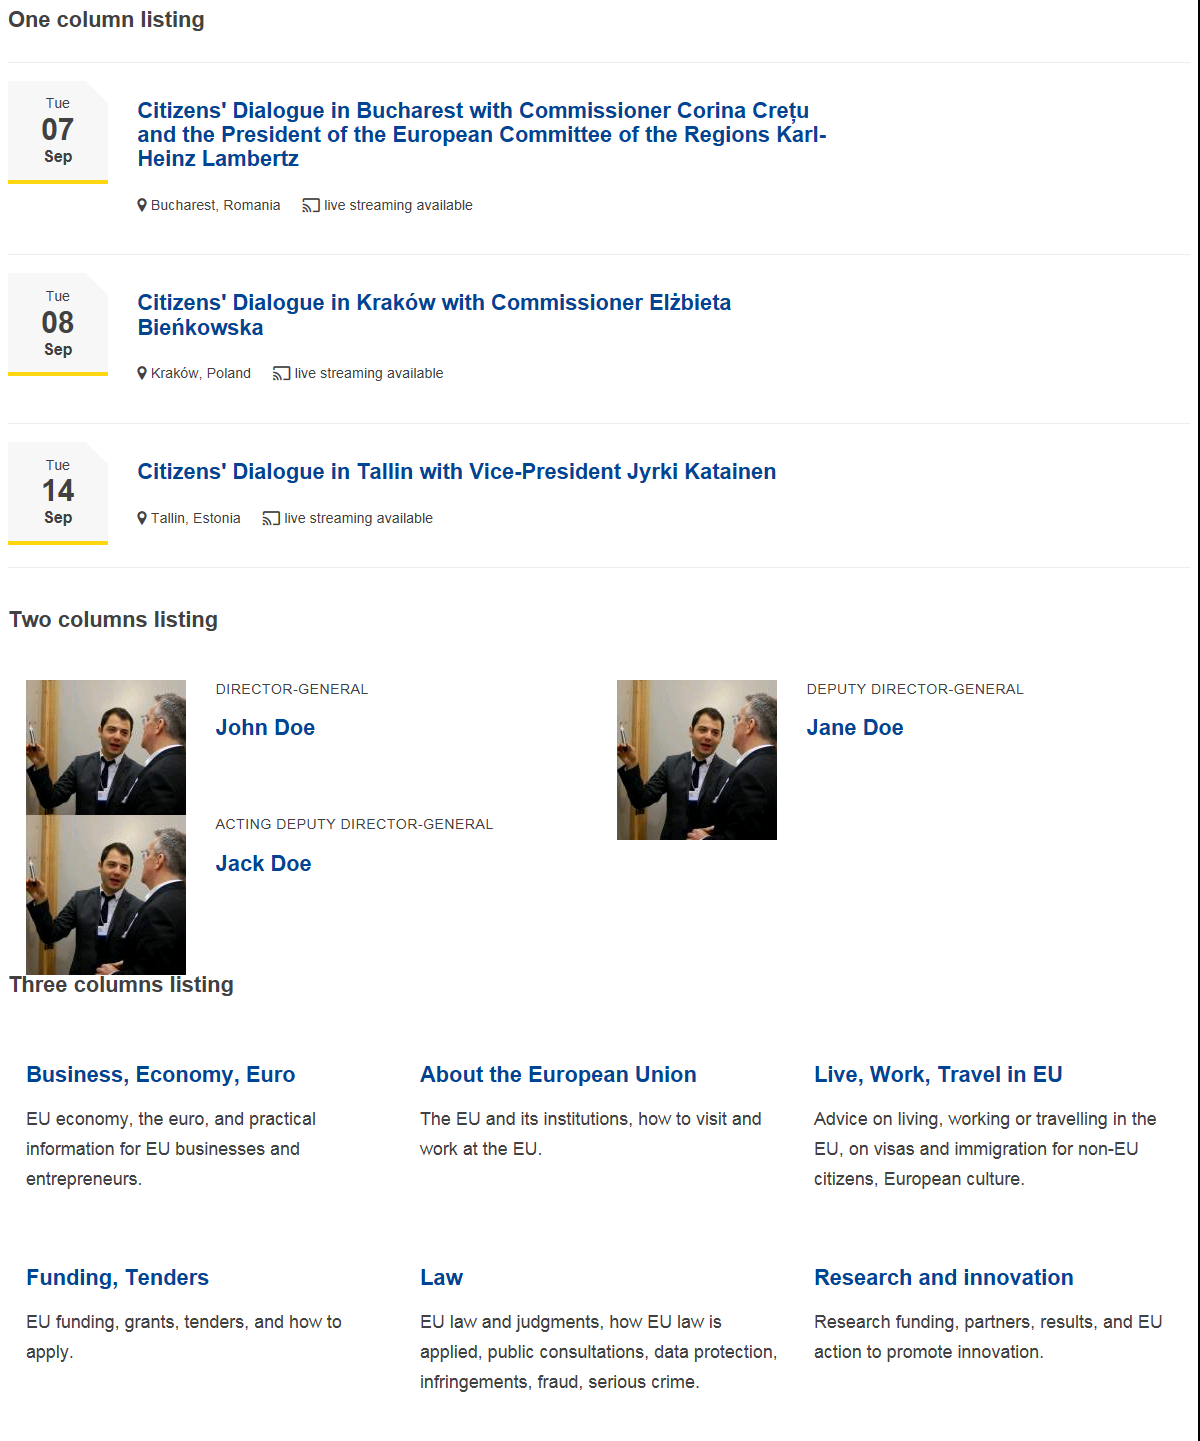 One column listing
Tue
07
Sep
Citizens' Dialogue in Bucharest with Commissioner Corina Crețu
and the President of the European Committee of the Regions Karl-
Heinz Lambertz
Bucharest, Romania live streaming available
Tue
08
Sep
Citizens' Dialogue in Kraków with Commissioner Elżbieta
Bieńkowska
Kraków, Poland live streaming available
Tue
14
Sep
Citizens' Dialogue in Tallin with Vice-President Jyrki Katainen
Tallin, Estonia live streaming available
Two columns listing
DIRECTOR-GENERAL
John Doe
DEPUTY DIRECTOR-GENERAL
Jane Doe
ACTING DEPUTY DIRECTOR-GENERAL
Jack Doe
Three columns listing
Business, Economy, Euro
EU economy, the euro, and practical
information for EU businesses and
entrepreneurs.
About the European Union
The EU and its institutions, how to visit and
work at the EU.
Live, Work, Travel in EU
Advice on living, working or travelling in the
EU, on visas and immigration for non-EU
citizens, European culture.
Funding, Tenders
EU funding, grants, tenders, and how to
apply.
Law
EU law and judgments, how EU law is
applied, public consultations, data protection,
infringements, fraud, serious crime.
Research and innovation
Research funding, partners, results, and EU
action to promote innovation.